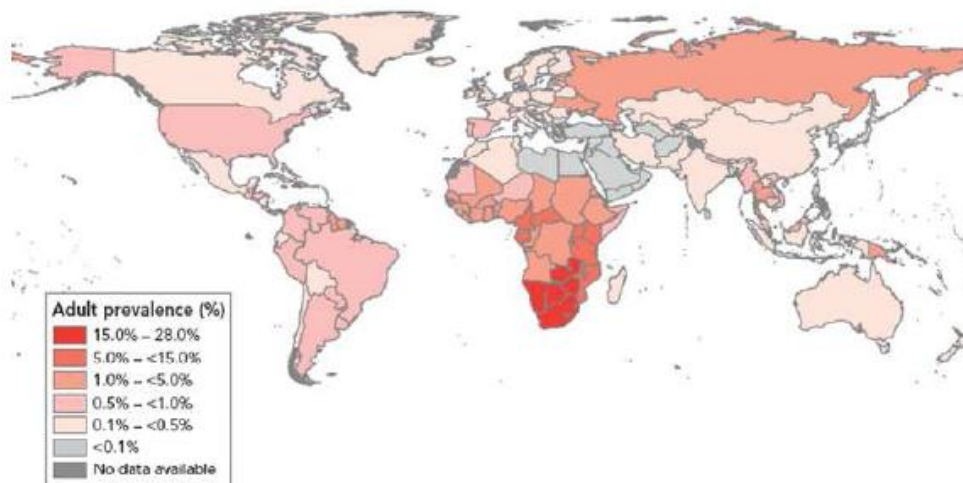 Adult prevalence (%)
15.0% – 28.0%
5.0% – <15.0%
1.0% – <5.0%
0.5% – <1.0%
0.1% – <0.5%
<0.1%
No data available